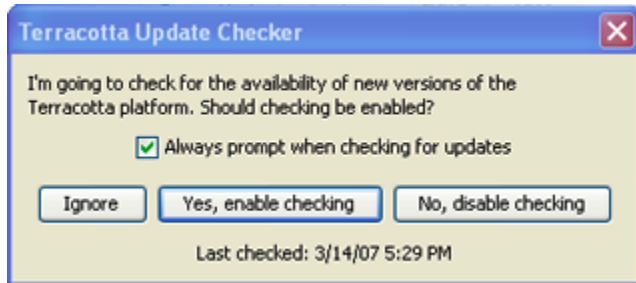 Terracotta Update Checker
I'm going to check for the availability of new versions of the
Terracotta platform. Should checking be enabled?
Always prompt when checking for updates
Ignore
Yes, enable checking
No, disable checking
Last checked: 3/14/07 5:29 PM